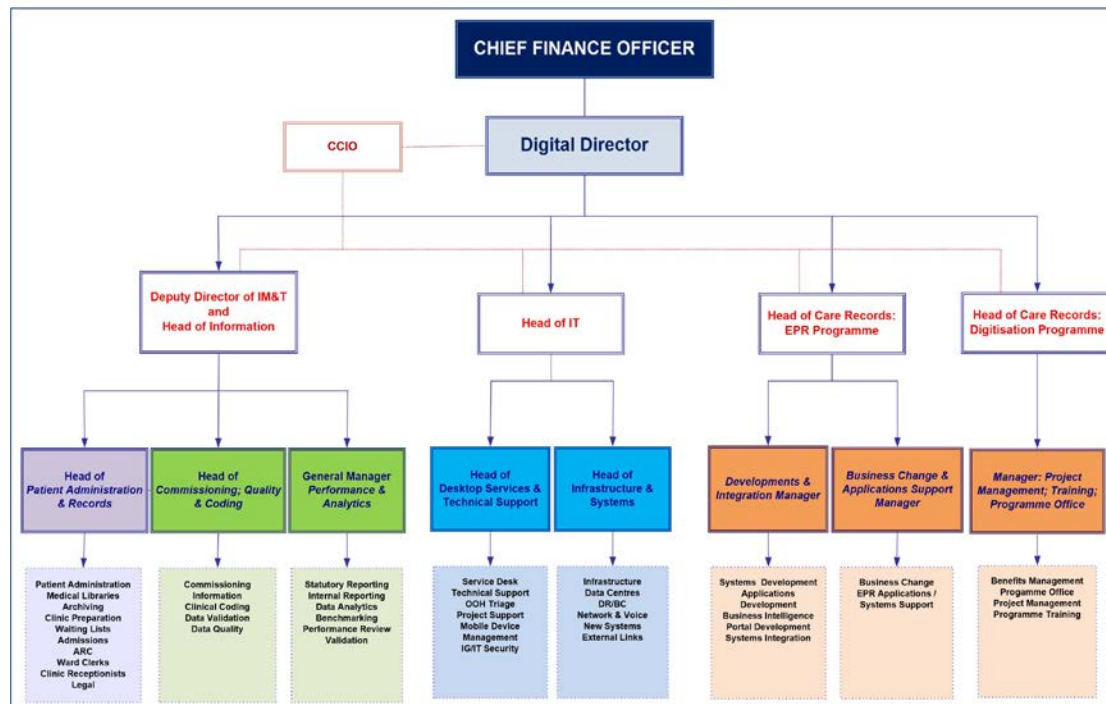 CHIEF FINANCE OFFICER
CCIO
Digital Director
Deputy Director of IM&T
and
Head of Information
Head of IT
Head of Care Records:
EPR Programme
Head of Care Records:
Digitisation Programme
Head of
Patient Administration
& Records
Head of
Commissioning; Quality
& Coding
General Manager
Performance &
Analytics
Head of
Desktop Services &
Technical Support
Head of
Infrastructure &
Systems
Developments &
Integration Manager
Business Change &
Applications Support
Manager
Manager: Project
Management; Training;
Programme Office
Patient Administration
Medical Libraries
Archiving
Clinic Preparation
Waiting Lists
Admissions
ARC
Ward Clerks
Clinic Receptionists
Legal
Commissioning
Information
Clinical Coding
Data Validation
Data Quality
Statutory Reporting
Internal Reporting
Data Analytics
Benchmarking
Performance Review
Validation
Service Desk
Technical Support
OOH Triage
Project Support
Mobile Device
Management
IG/IT Security
Infrastructure
Data Centres
DR/BC
Network & Voice
New Systems
External Links
Systems Development
Applications
Development
Business Intelligence
Portal Development
Systems Integration
Business Change
EPR Applications /
Systems Support
Benefits Management
Progamme Office
Project Management
Programme Training